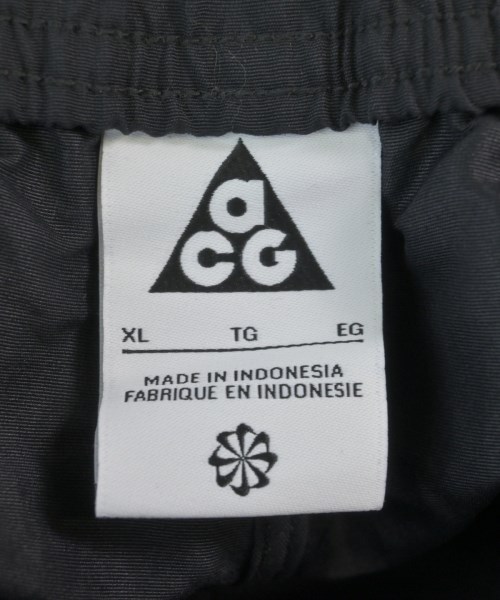 a
CG
XL TG EG
MADE IN INDONESIA
FABRIQUE EN INDONESIE